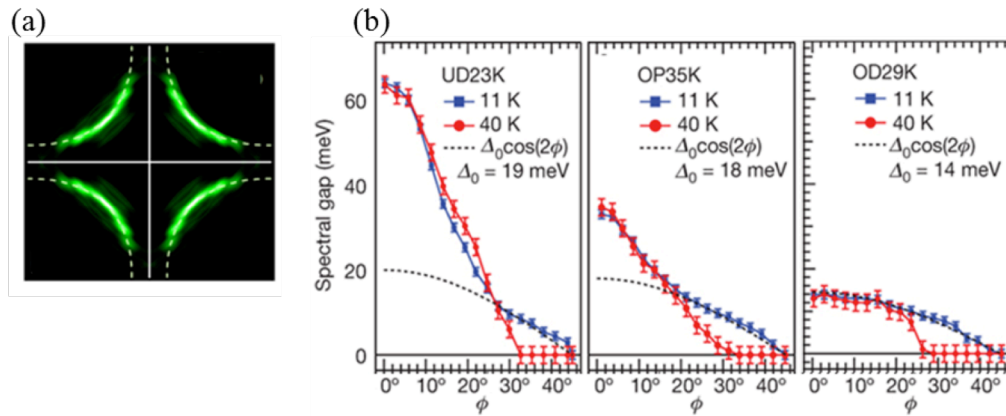 (a)
(b)
Spectral gap (meV)
60
40
20
0
UD23K
11 K
40 K
Δ₀cos(2ϕ)
Δ₀ = 19 meV
0° 10° 20° 30° 40°
ϕ
OP35K
11 K
40 K
Δ₀cos(2ϕ)
Δ₀ = 18 meV
0° 10° 20° 30° 40°
ϕ
OD29K
11 K
40 K
Δ₀cos(2ϕ)
Δ₀ = 14 meV
0° 10° 20° 30° 40°
ϕ